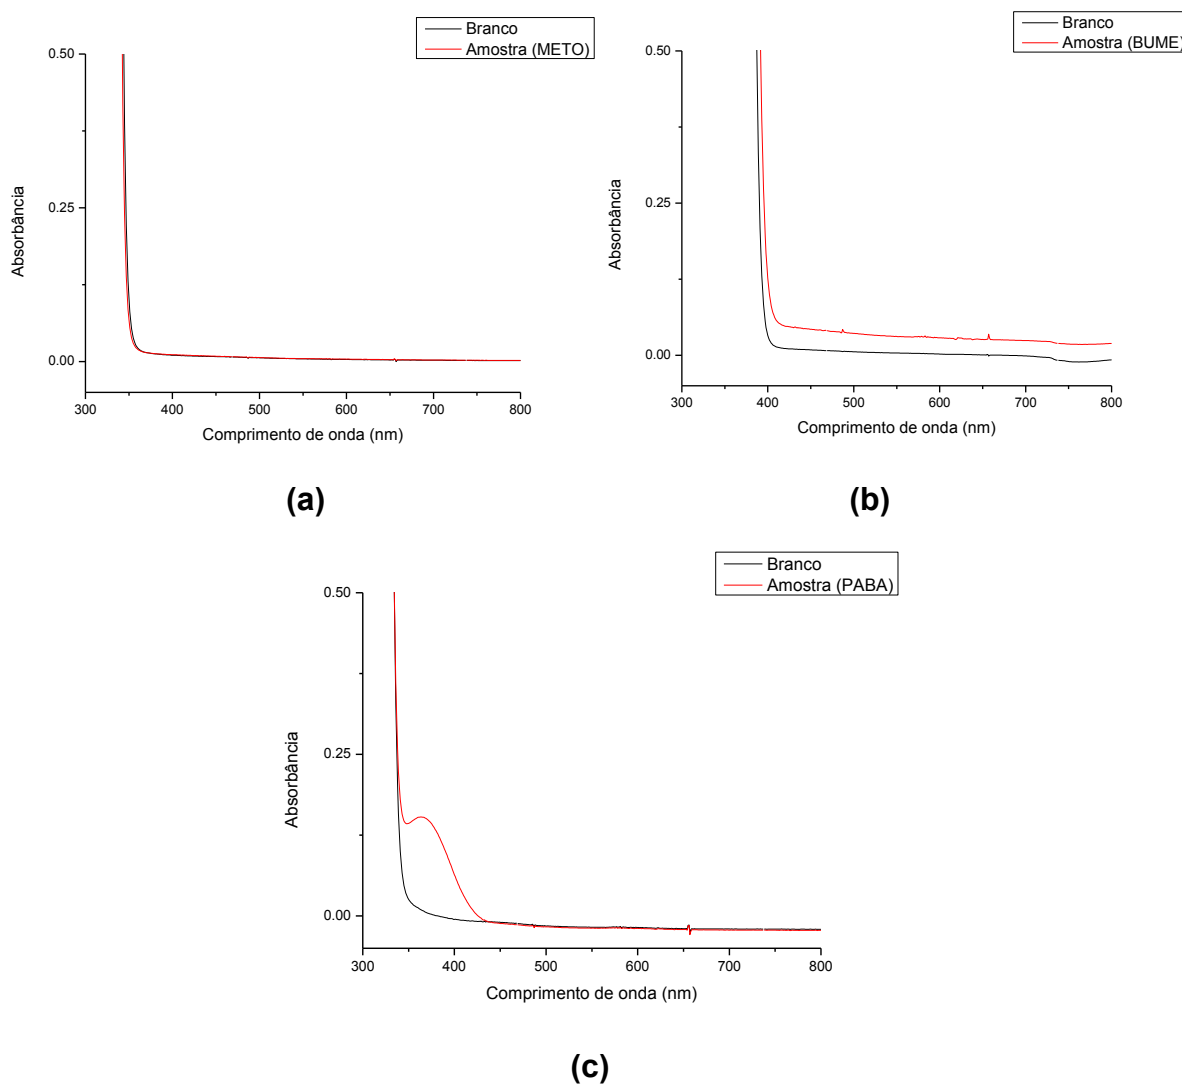 Branco
Amostra (METO)
0.50
0.25
0.00
Absorbância
300 400 500 600 700 800
Comprimento de onda (nm)
(a)
Branco
Amostra (BUME)
0.50
0.25
0.00
Absorbância
300 400 500 600 700 800
Comprimento de onda (nm)
(b)
Branco
Amostra (PABA)
0.50
0.25
0.00
Absorbância
300 400 500 600 700 800
Comprimento de onda (nm)
(c)